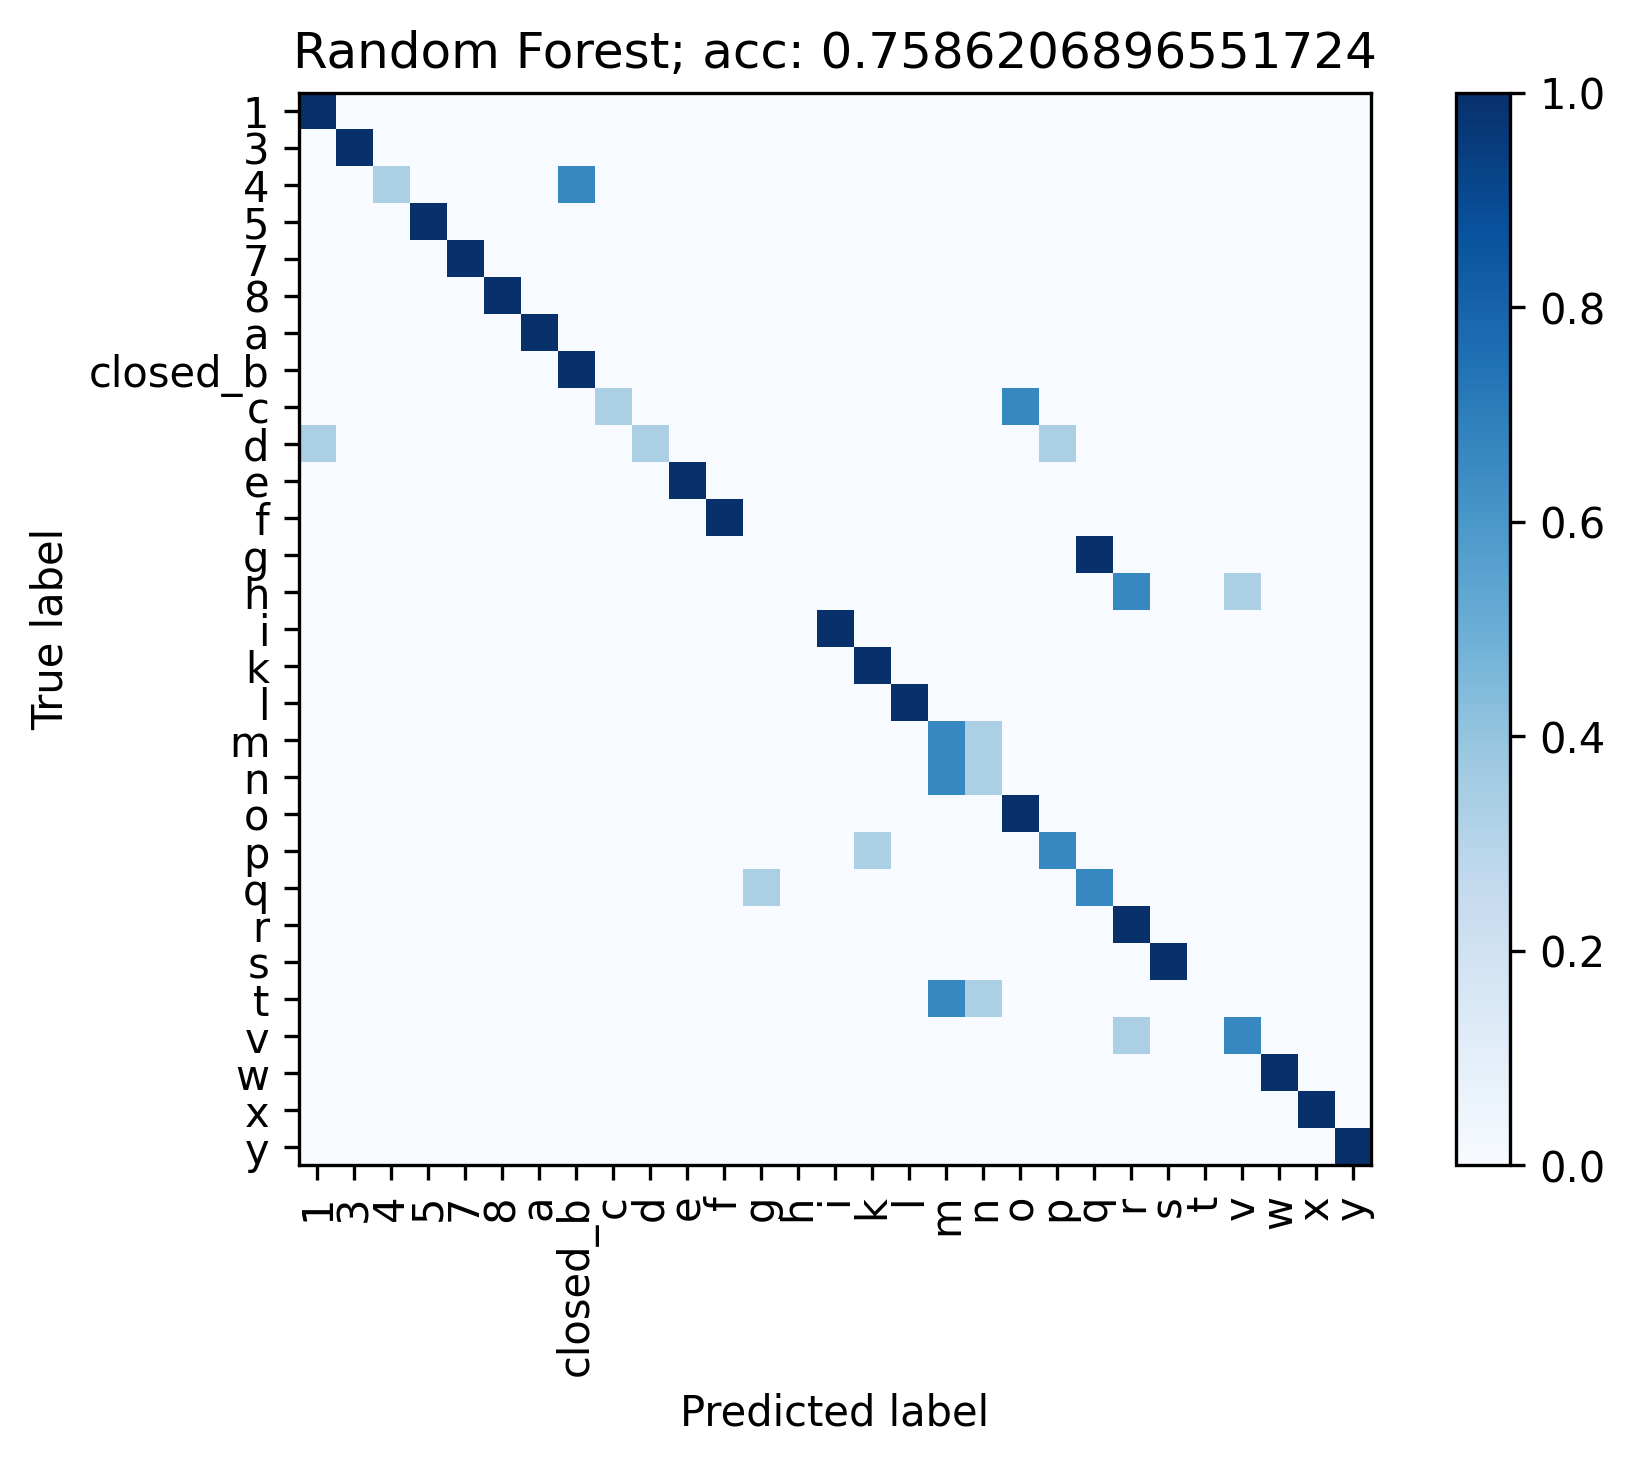 Random Forest; acc: 0.7586206896551724
True label
1
3
4
5
7
8
a
closed_b
c
d
e
f
g
h
i
k
l
m
n
o
p
q
r
s
t
v
w
x
y
1 3 4 5 7 8 a closed_b c d e f g h i k l m n o p q r s t v w x y
Predicted label
1.0
0.8
0.6
0.4
0.2
0.0